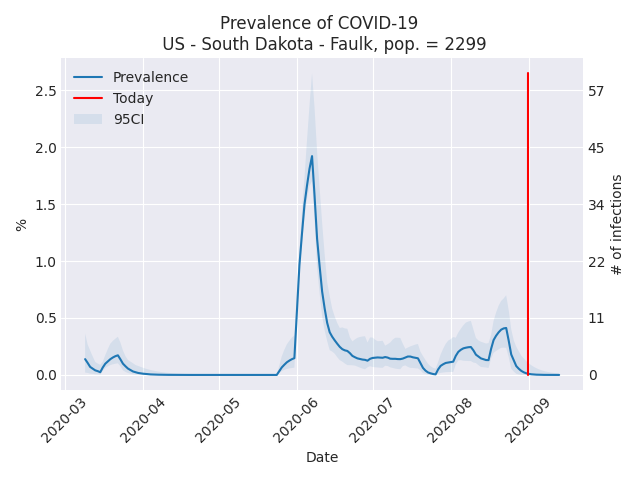 Prevalence of COVID-19
US - South Dakota - Faulk, pop. = 2299
Prevalence
Today
95CI
2.5
2.0
1.5
1.0
0.5
0.0
%
57
45
34
22
11
0
# of infections
2020-03
2020-04
2020-05
2020-06
2020-07
2020-08
2020-09
Date